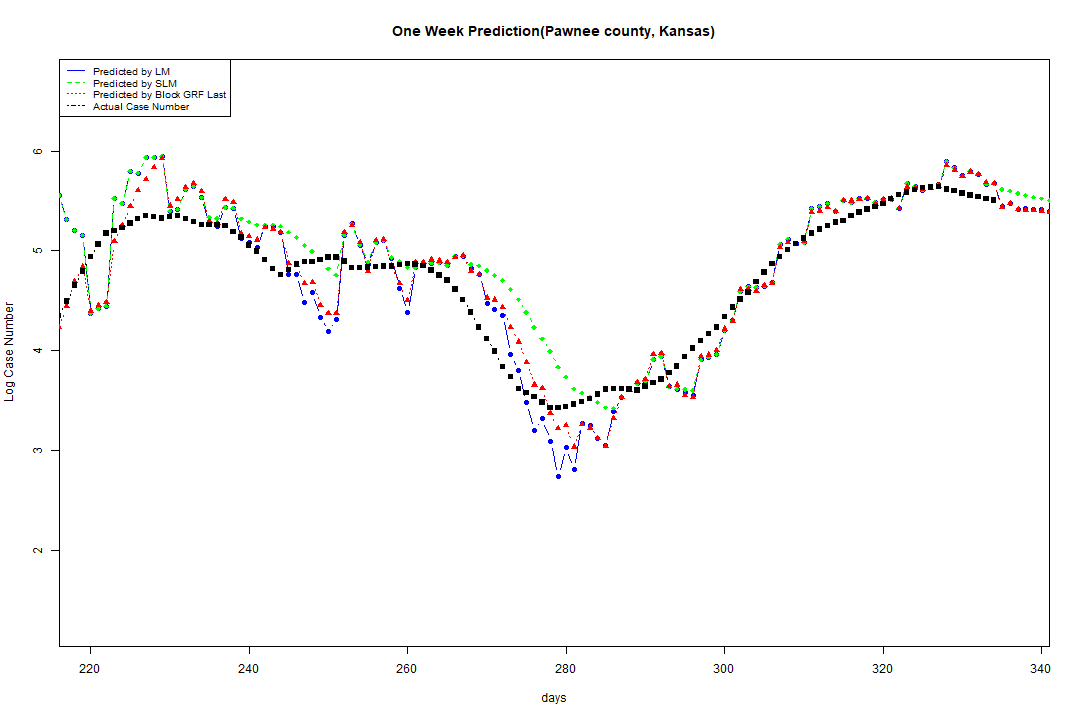 One Week Prediction(Pawnee county, Kansas)
Predicted by LM
Predicted by SLM
Predicted by Block GRF Last
Actual Case Number
6
5
4
3
2
Log Case Number
220 240 260 280 300 320 340
days